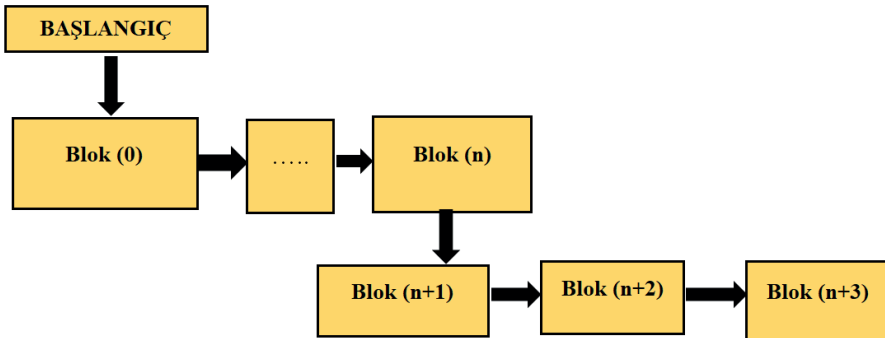 BAŞLANGIÇ
Blok (0)
.....
Blok (n)
Blok (n+1)
Blok (n+2)
Blok (n+3)